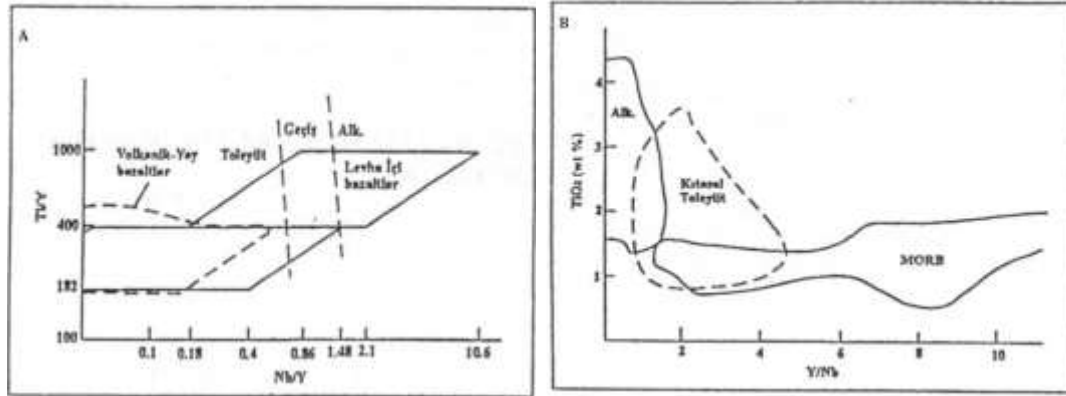 A
Ti/Y
1000
400
182
100
Volkanik-Yay
bazaltlar
Toleyiit
Geçiş
Alk.
Levha İçi
bazaltlar
0.1
0.18
0.4
0.86
1.48
2.1
10.6
Nb/Y
B
TiO₂ (wt %)
4
3
2
1
Alk.
Kıtasal
Toleyiit
MORB
2
4
6
8
10
Y/Nb